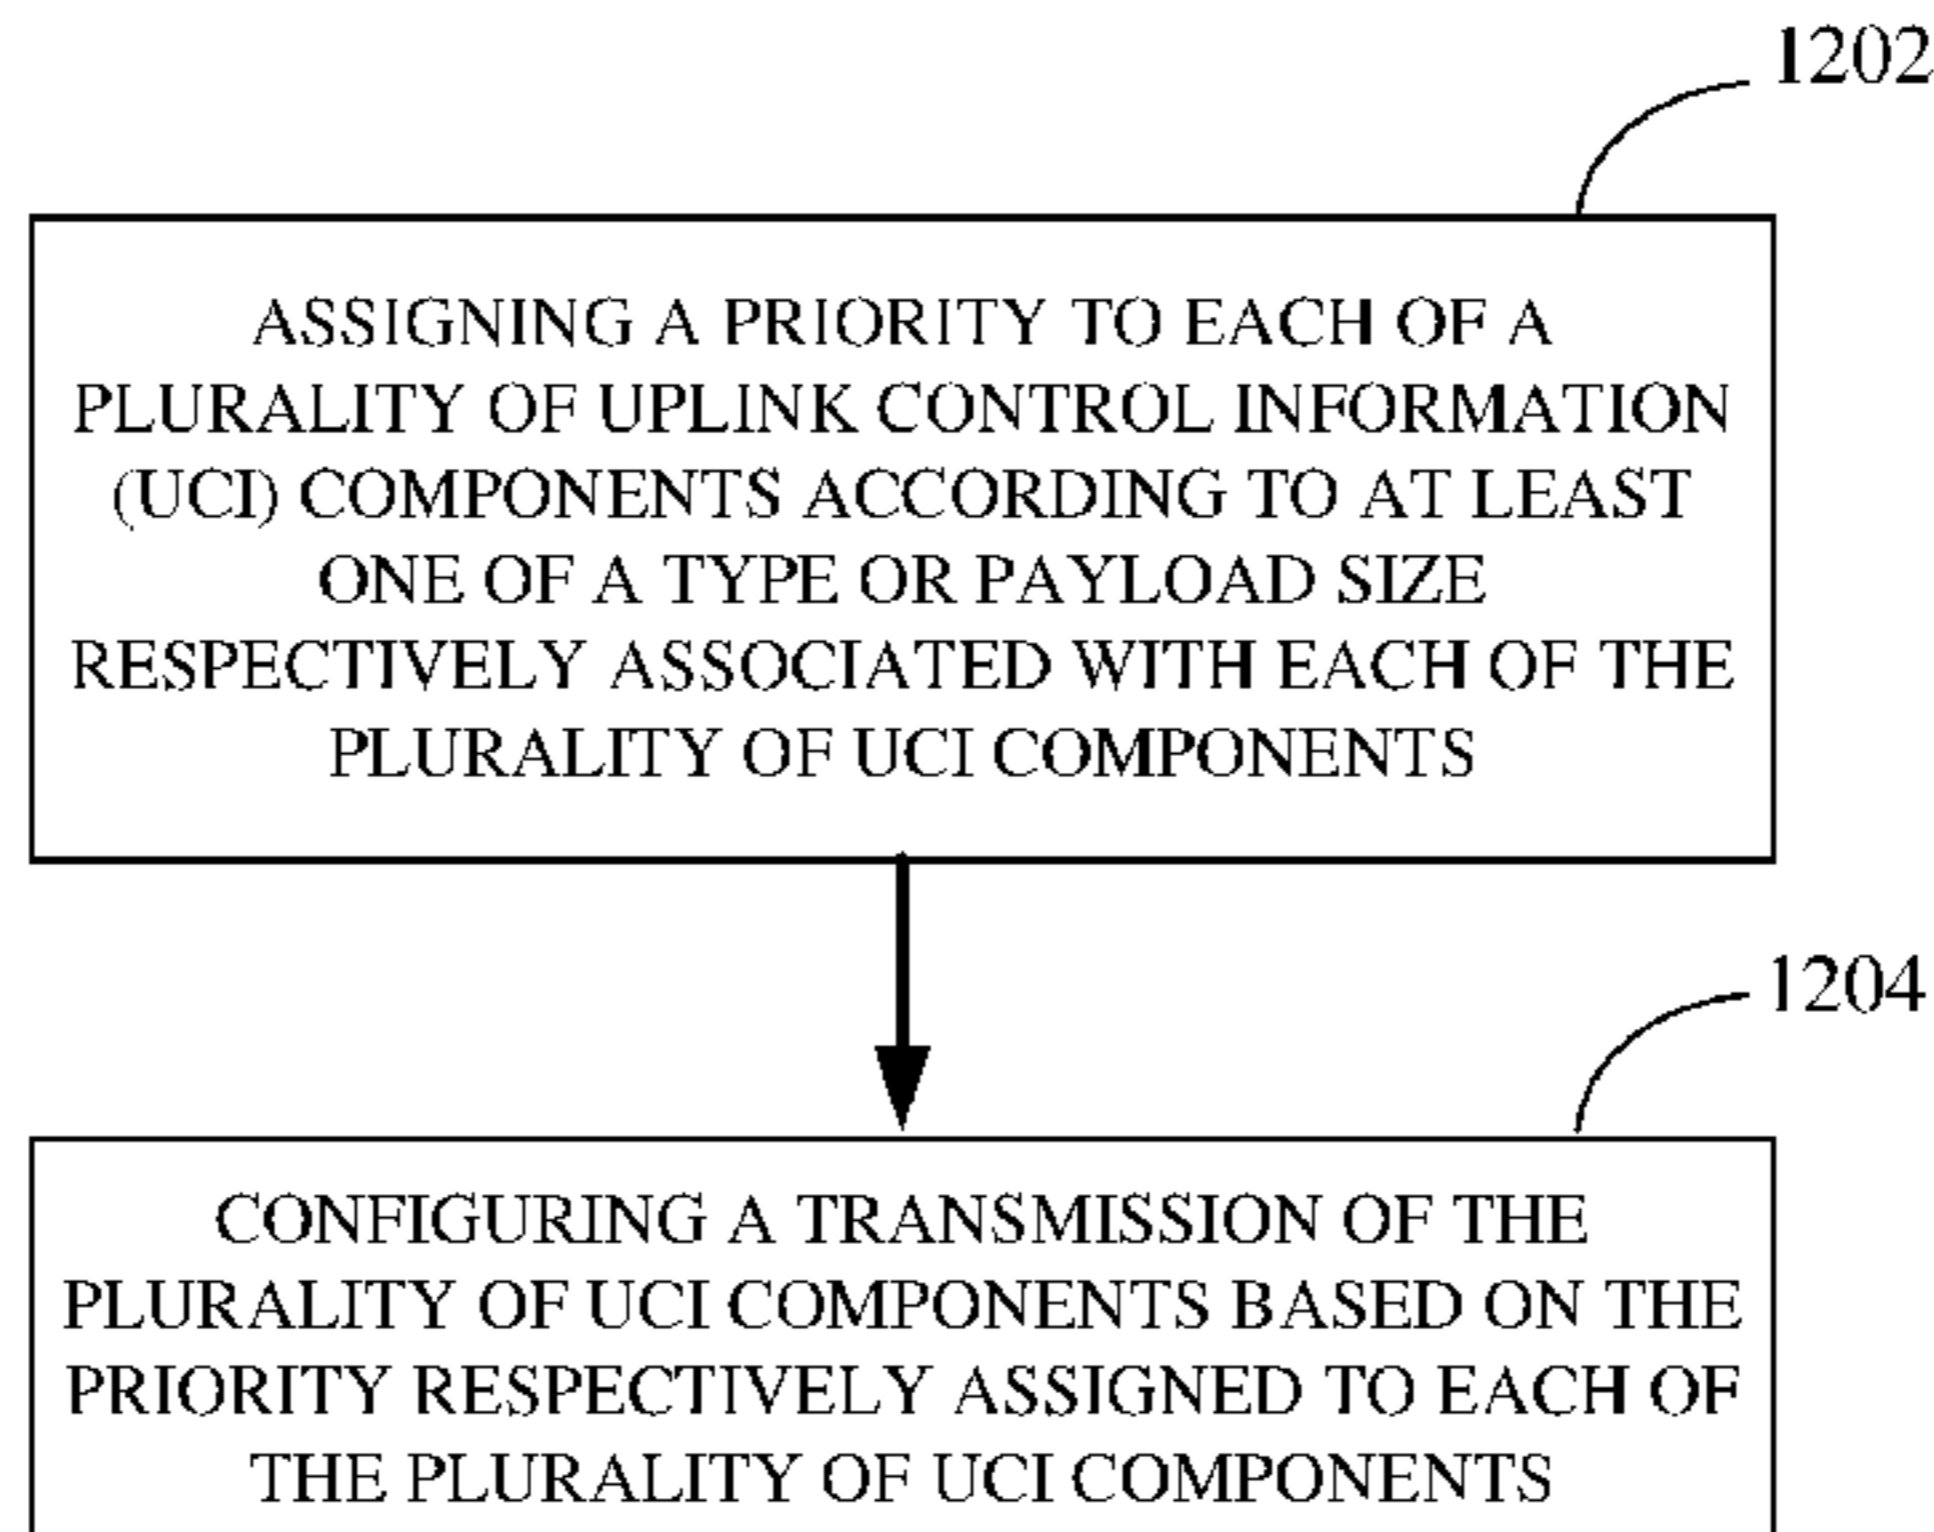 1202
ASSIGNING A PRIORITY TO EACH OF A
PLURALITY OF UPLINK CONTROL INFORMATION
(UCI) COMPONENTS ACCORDING TO AT LEAST
ONE OF A TYPE OR PAYLOAD SIZE
RESPECTIVELY ASSOCIATED WITH EACH OF THE
PLURALITY OF UCI COMPONENTS
1204
CONFIGURING A TRANSMISSION OF THE
PLURALITY OF UCI COMPONENTS BASED ON THE
PRIORITY RESPECTIVELY ASSIGNED TO EACH OF
THE PLURALITY OF UCI COMPONENTS